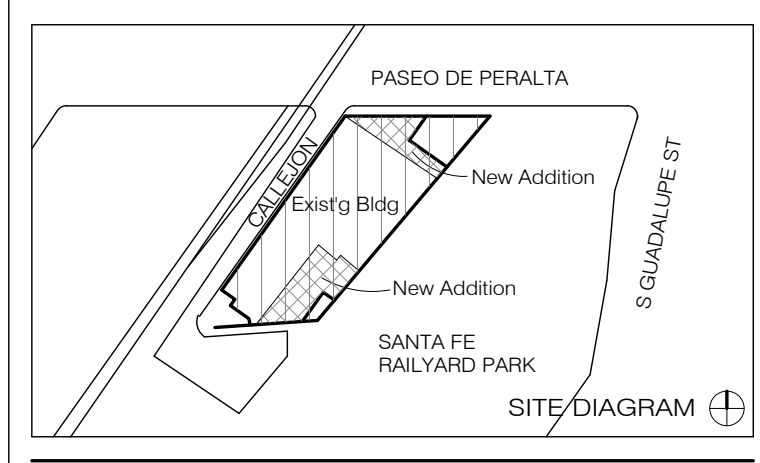 PASEO DE PERALTA
CALLEJON
New Addition
Exist'g Bldg
S GUADALUPE ST
New Addition
SANTA FE
RAILYARD PARK
SITE DIAGRAM